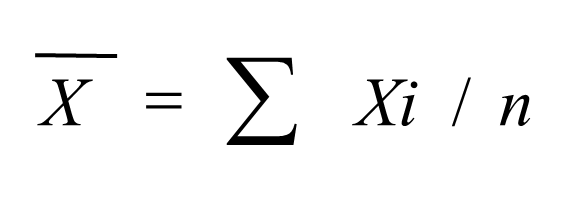 X̅ = ∑ Xi / n